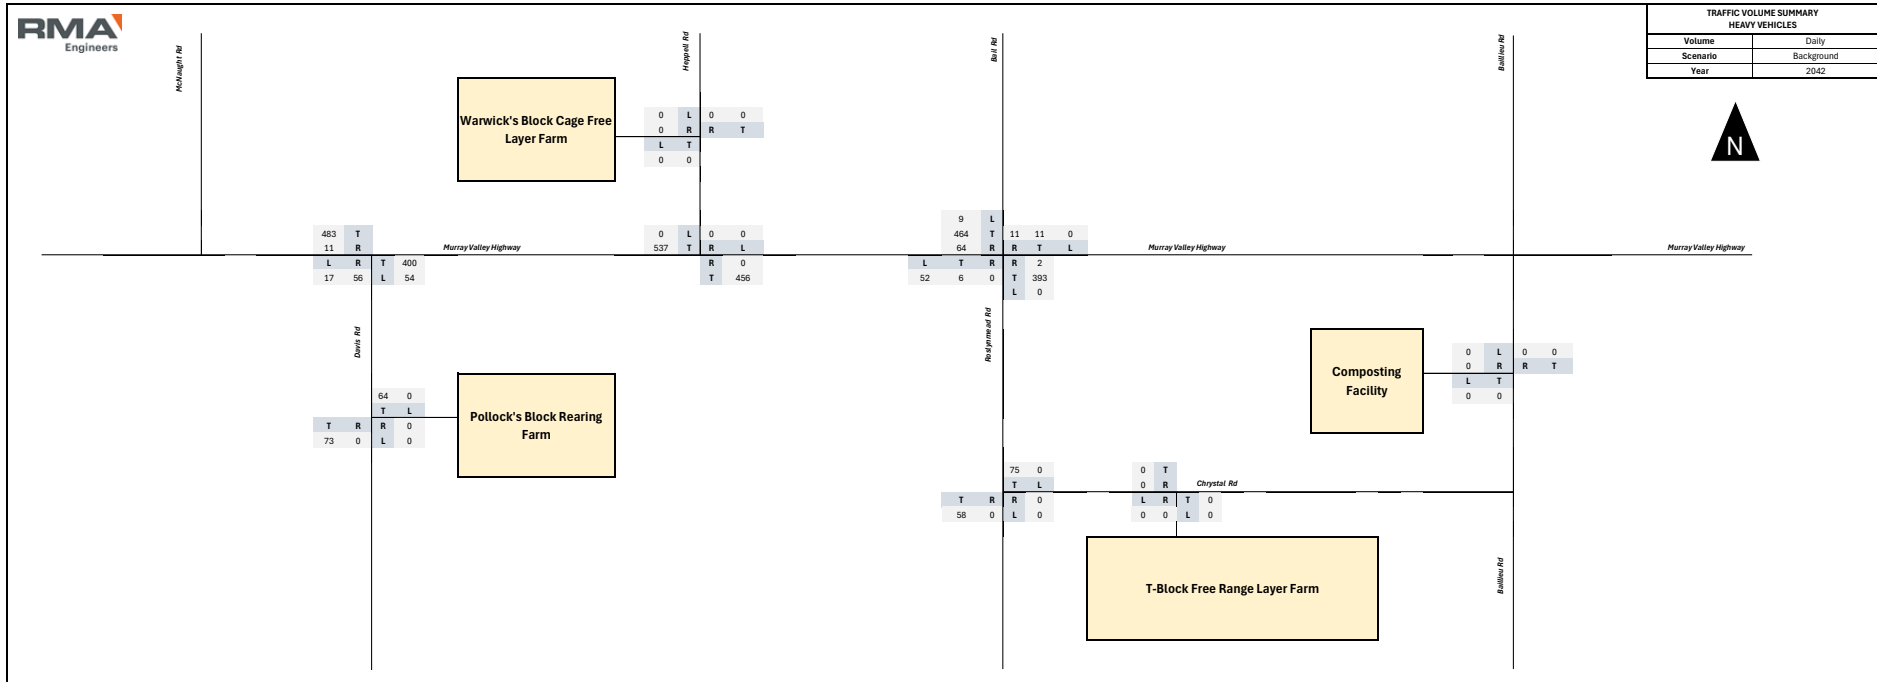 RMA
Engineers
TRAFFIC VOLUME SUMMARY
HEAVY VEHICLES
Volume Daily
Scenario Background
Year 2042
N
McNaught Rd
Heppell Rd
Ball Rd
Baillieu Rd
Warwick's Block Cage Free
Layer Farm
0 L 0 0
0 R R T
L T
0 0
483 T
11 R
L R T 400
17 56 L 54
Murray Valley Highway
0 L 0 0
537 T R L
R 0
T 456
9 L
464 T 11 11 0
64 R R T L
L T R R 2
52 6 0 T 393
L 0
Murray Valley Highway
Murray Valley Highway
Davis Rd
Roslynmead Rd
64 0
T L
T R R 0
73 0 L 0
Pollock's Block Rearing
Farm
Composting
Facility
0 L 0 0
0 R R T
L T
0 0
75 0
T L
T R R 0
58 0 L 0
0 T
0 R
L R T 0
0 0 L 0
Chrystal Rd
T-Block Free Range Layer Farm
Baillieu Rd